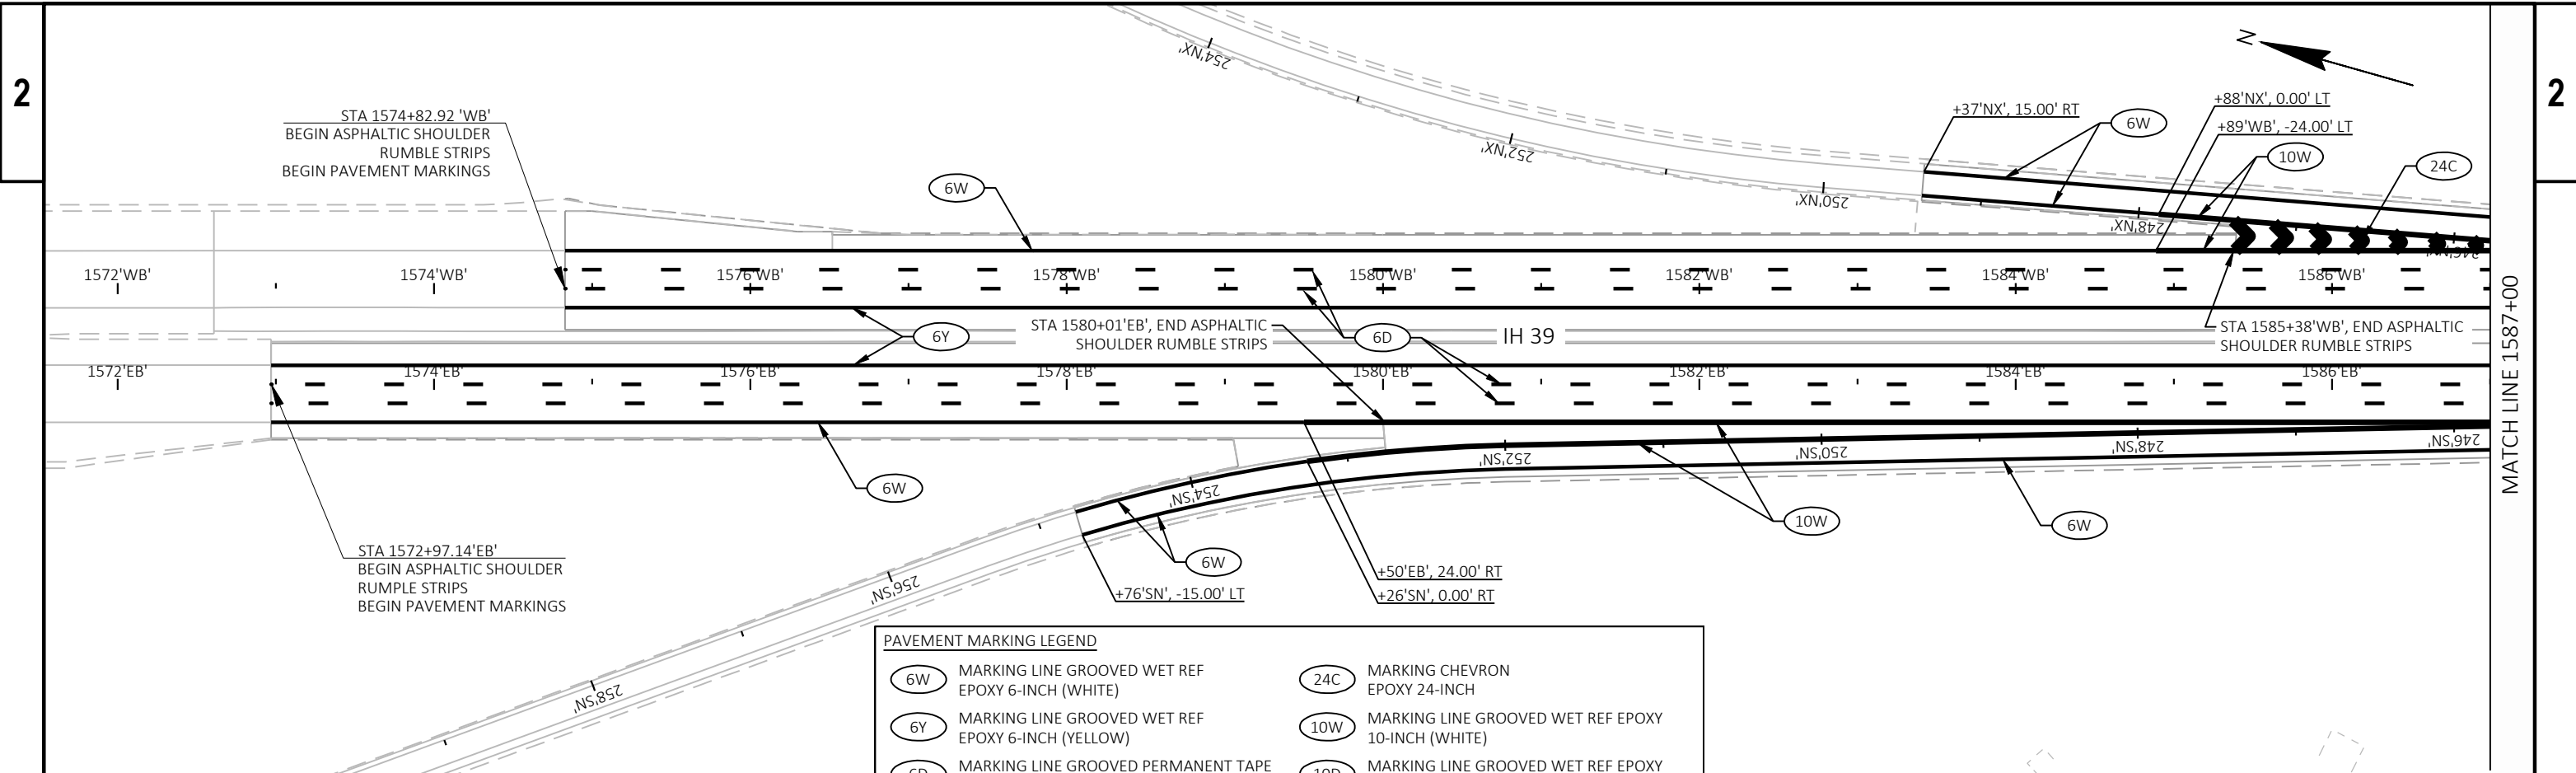 2
2
N
254'NX'
252'NX'
250'NX'
248'NX'
STA 1574+82.92 'WB'
BEGIN ASPHALTIC SHOULDER
RUMBLE STRIPS
BEGIN PAVEMENT MARKINGS
6W
+37'NX', 15.00' RT
6W
+88'NX', 0.00' LT
+89'WB', -24.00' LT
10W
24C
1572'WB'
1574'WB'
1576'WB'
1578'WB'
1580'WB'
1582'WB'
1584'WB'
1586'WB'
6Y
STA 1580+01'EB', END ASPHALTIC
SHOULDER RUMBLE STRIPS
6D
IH 39
STA 1585+38'WB', END ASPHALTIC
SHOULDER RUMBLE STRIPS
MATCH LINE 1587+00
1572'EB'
1574'EB'
1576'EB'
1578'EB'
1580'EB'
1582'EB'
1584'EB'
1586'EB'
246'SN'
248'SN'
250'SN'
252'SN'
254'SN'
256'SN'
258'SN'
6W
10W
6W
6W
+76'SN', -15.00' LT
+50'EB', 24.00' RT
+26'SN', 0.00' RT
STA 1572+97.14'EB'
BEGIN ASPHALTIC SHOULDER
RUMPLE STRIPS
BEGIN PAVEMENT MARKINGS
PAVEMENT MARKING LEGEND
6W
MARKING LINE GROOVED WET REF
EPOXY 6-INCH (WHITE)
24C
MARKING CHEVRON
EPOXY 24-INCH
6Y
MARKING LINE GROOVED WET REF
EPOXY 6-INCH (YELLOW)
10W
MARKING LINE GROOVED WET REF EPOXY
10-INCH (WHITE)
6D
MARKING LINE GROOVED PERMANENT TAPE
10D
MARKING LINE GROOVED WET REF EPOXY